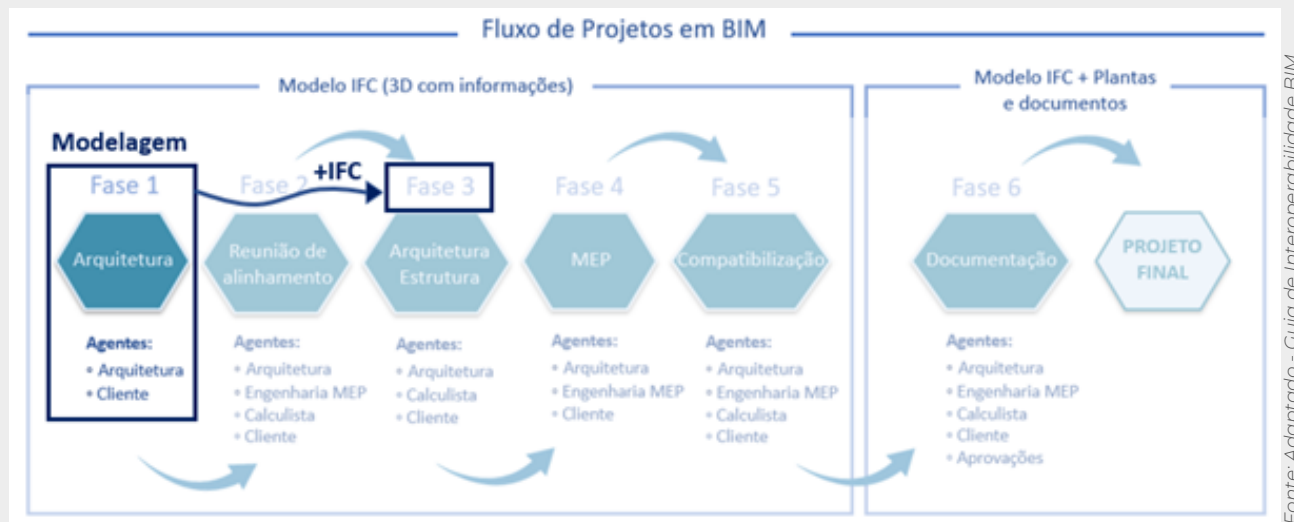 Fluxo de Projetos em BIM
Modelo IFC (3D com informações)
Modelo IFC + Plantas
e documentos
Modelagem
+IFC
Fase 1
Fase 2
Fase 3
Fase 4
Fase 5
Fase 6
Arquitetura
Reunião de
alinhamento
Arquitetura
Estrutura
MEP
Compatibilização
Documentação
PROJETO
FINAL
Agentes:
• Arquitetura
• Cliente
Agentes:
• Arquitetura
• Engenharia MEP
• Calculista
• Cliente
Agentes:
• Arquitetura
• Calculista
• Cliente
Agentes:
• Arquitetura
• Engenharia MEP
• Cliente
Agentes:
• Arquitetura
• Engenharia MEP
• Calculista
• Cliente
Agentes:
• Arquitetura
• Engenharia MEP
• Calculista
• Cliente
• Aprovações
Fonte: Adaptado - Guia de Interoperabilidade BIM